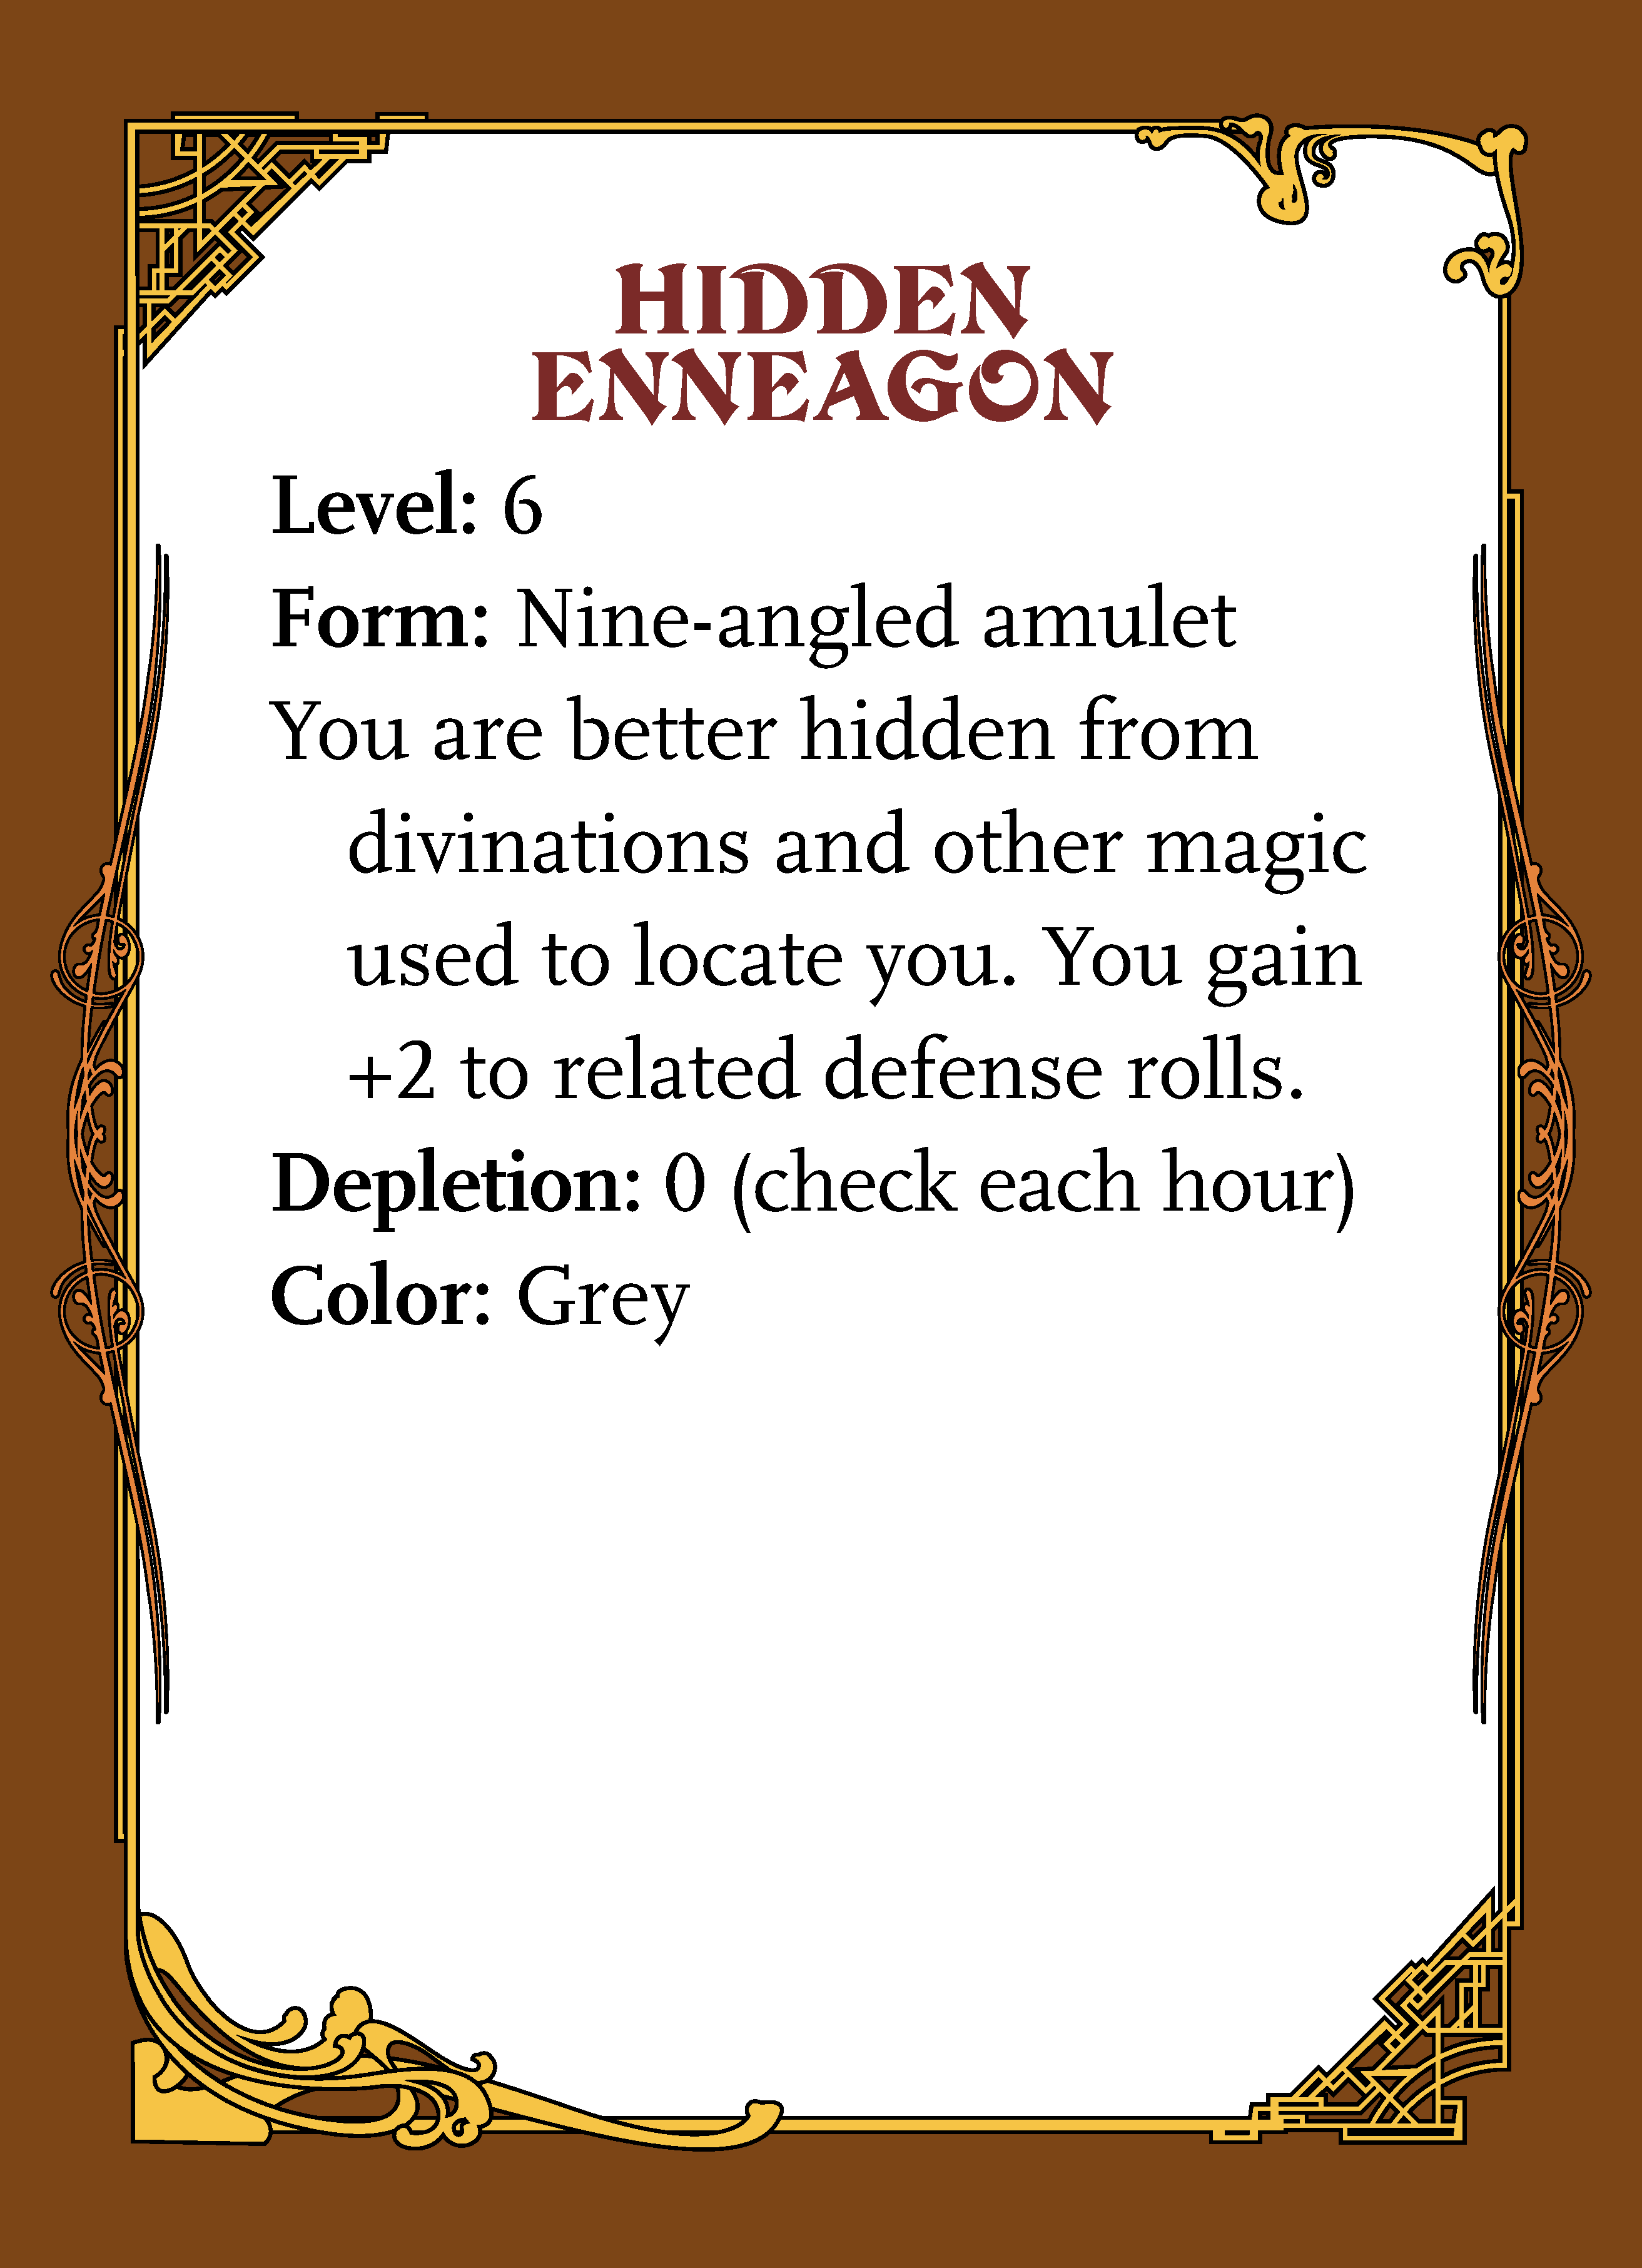 HIDDEN
ENNEAGON
Level: 6
Form: Nine-angled amulet
You are better hidden from
divinations and other magic
used to locate you. You gain
+2 to related defense rolls.
Depletion: 0 (check each hour)
Color: Grey